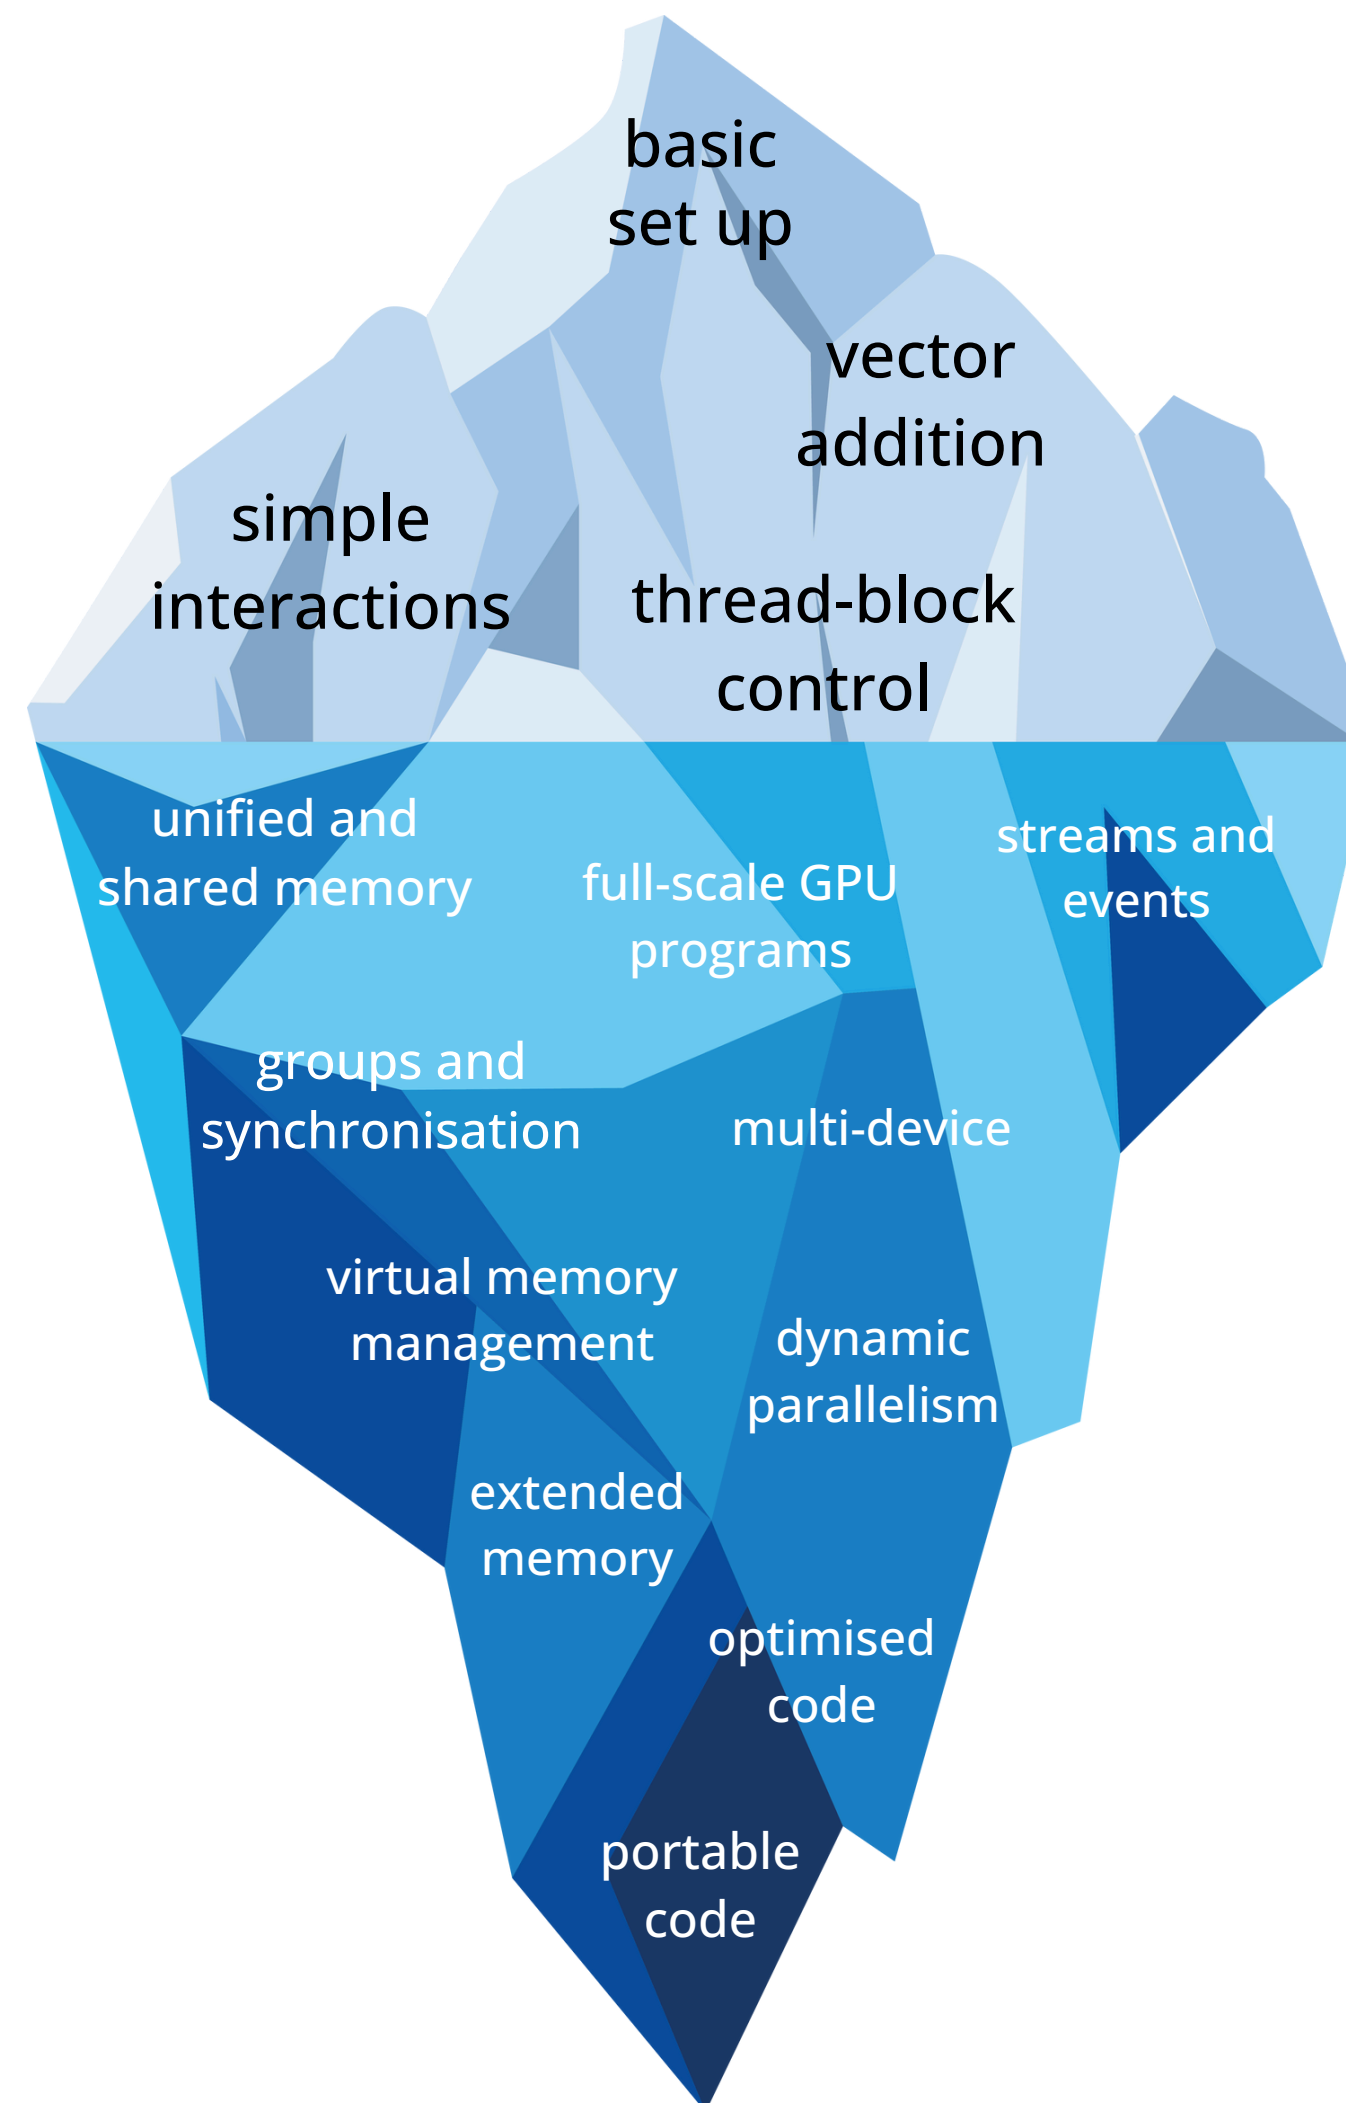 basic
set up
vector
addition
simple
interactions
thread-block
control
unified and
shared memory
full-scale GPU
programs
streams and
events
groups and
synchronisation
multi-device
virtual memory
management
dynamic
parallelism
extended
memory
optimised
code
portable
code